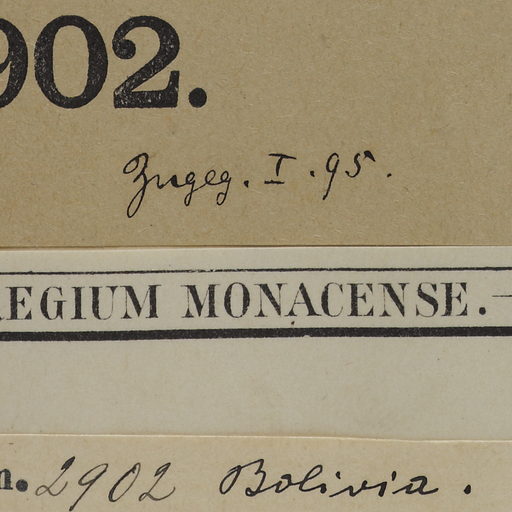 902.
Zugeg. I. 95.
REGIUM MONACENSE.—
n. 2902 Bolivia.